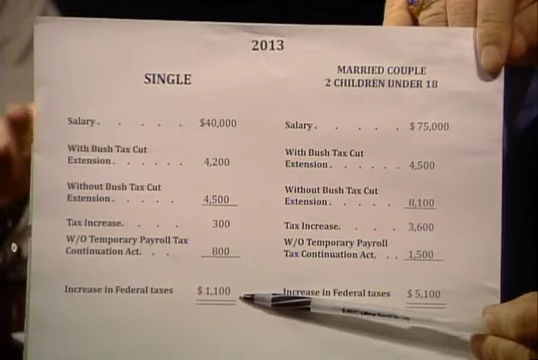 2013
SINGLE
Salary. . . . . . $40,000
With Bush Tax Cut
Extension. . . . . . 4,200
Without Bush Tax Cut
Extension. . . . . . 4,500
Tax Increase. . . . 300
W/O Temporary Payroll Tax
Continuation Act. . . 800
Increase in Federal taxes $ 1,100
MARRIED COUPLE
2 CHILDREN UNDER 18
Salary. . . . . $ 75,000
With Bush Tax Cut
Extension. . . . . 4,500
Without Bush Tax Cut
Extension. . . . . 8,100
Tax Increase. . . . 3,600
W/O Temporary Payroll
Tax Continuation Act. . . 1,500
Increase in Federal taxes $ 5,100